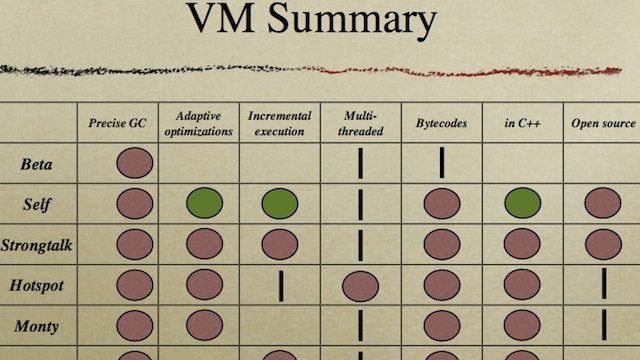 VM Summary
Precise GC
Adaptive optimizations
Incremental execution
Multi-threaded
Bytecodes
in C++
Open source
Beta
Self
Strongtalk
Hotspot
Monty